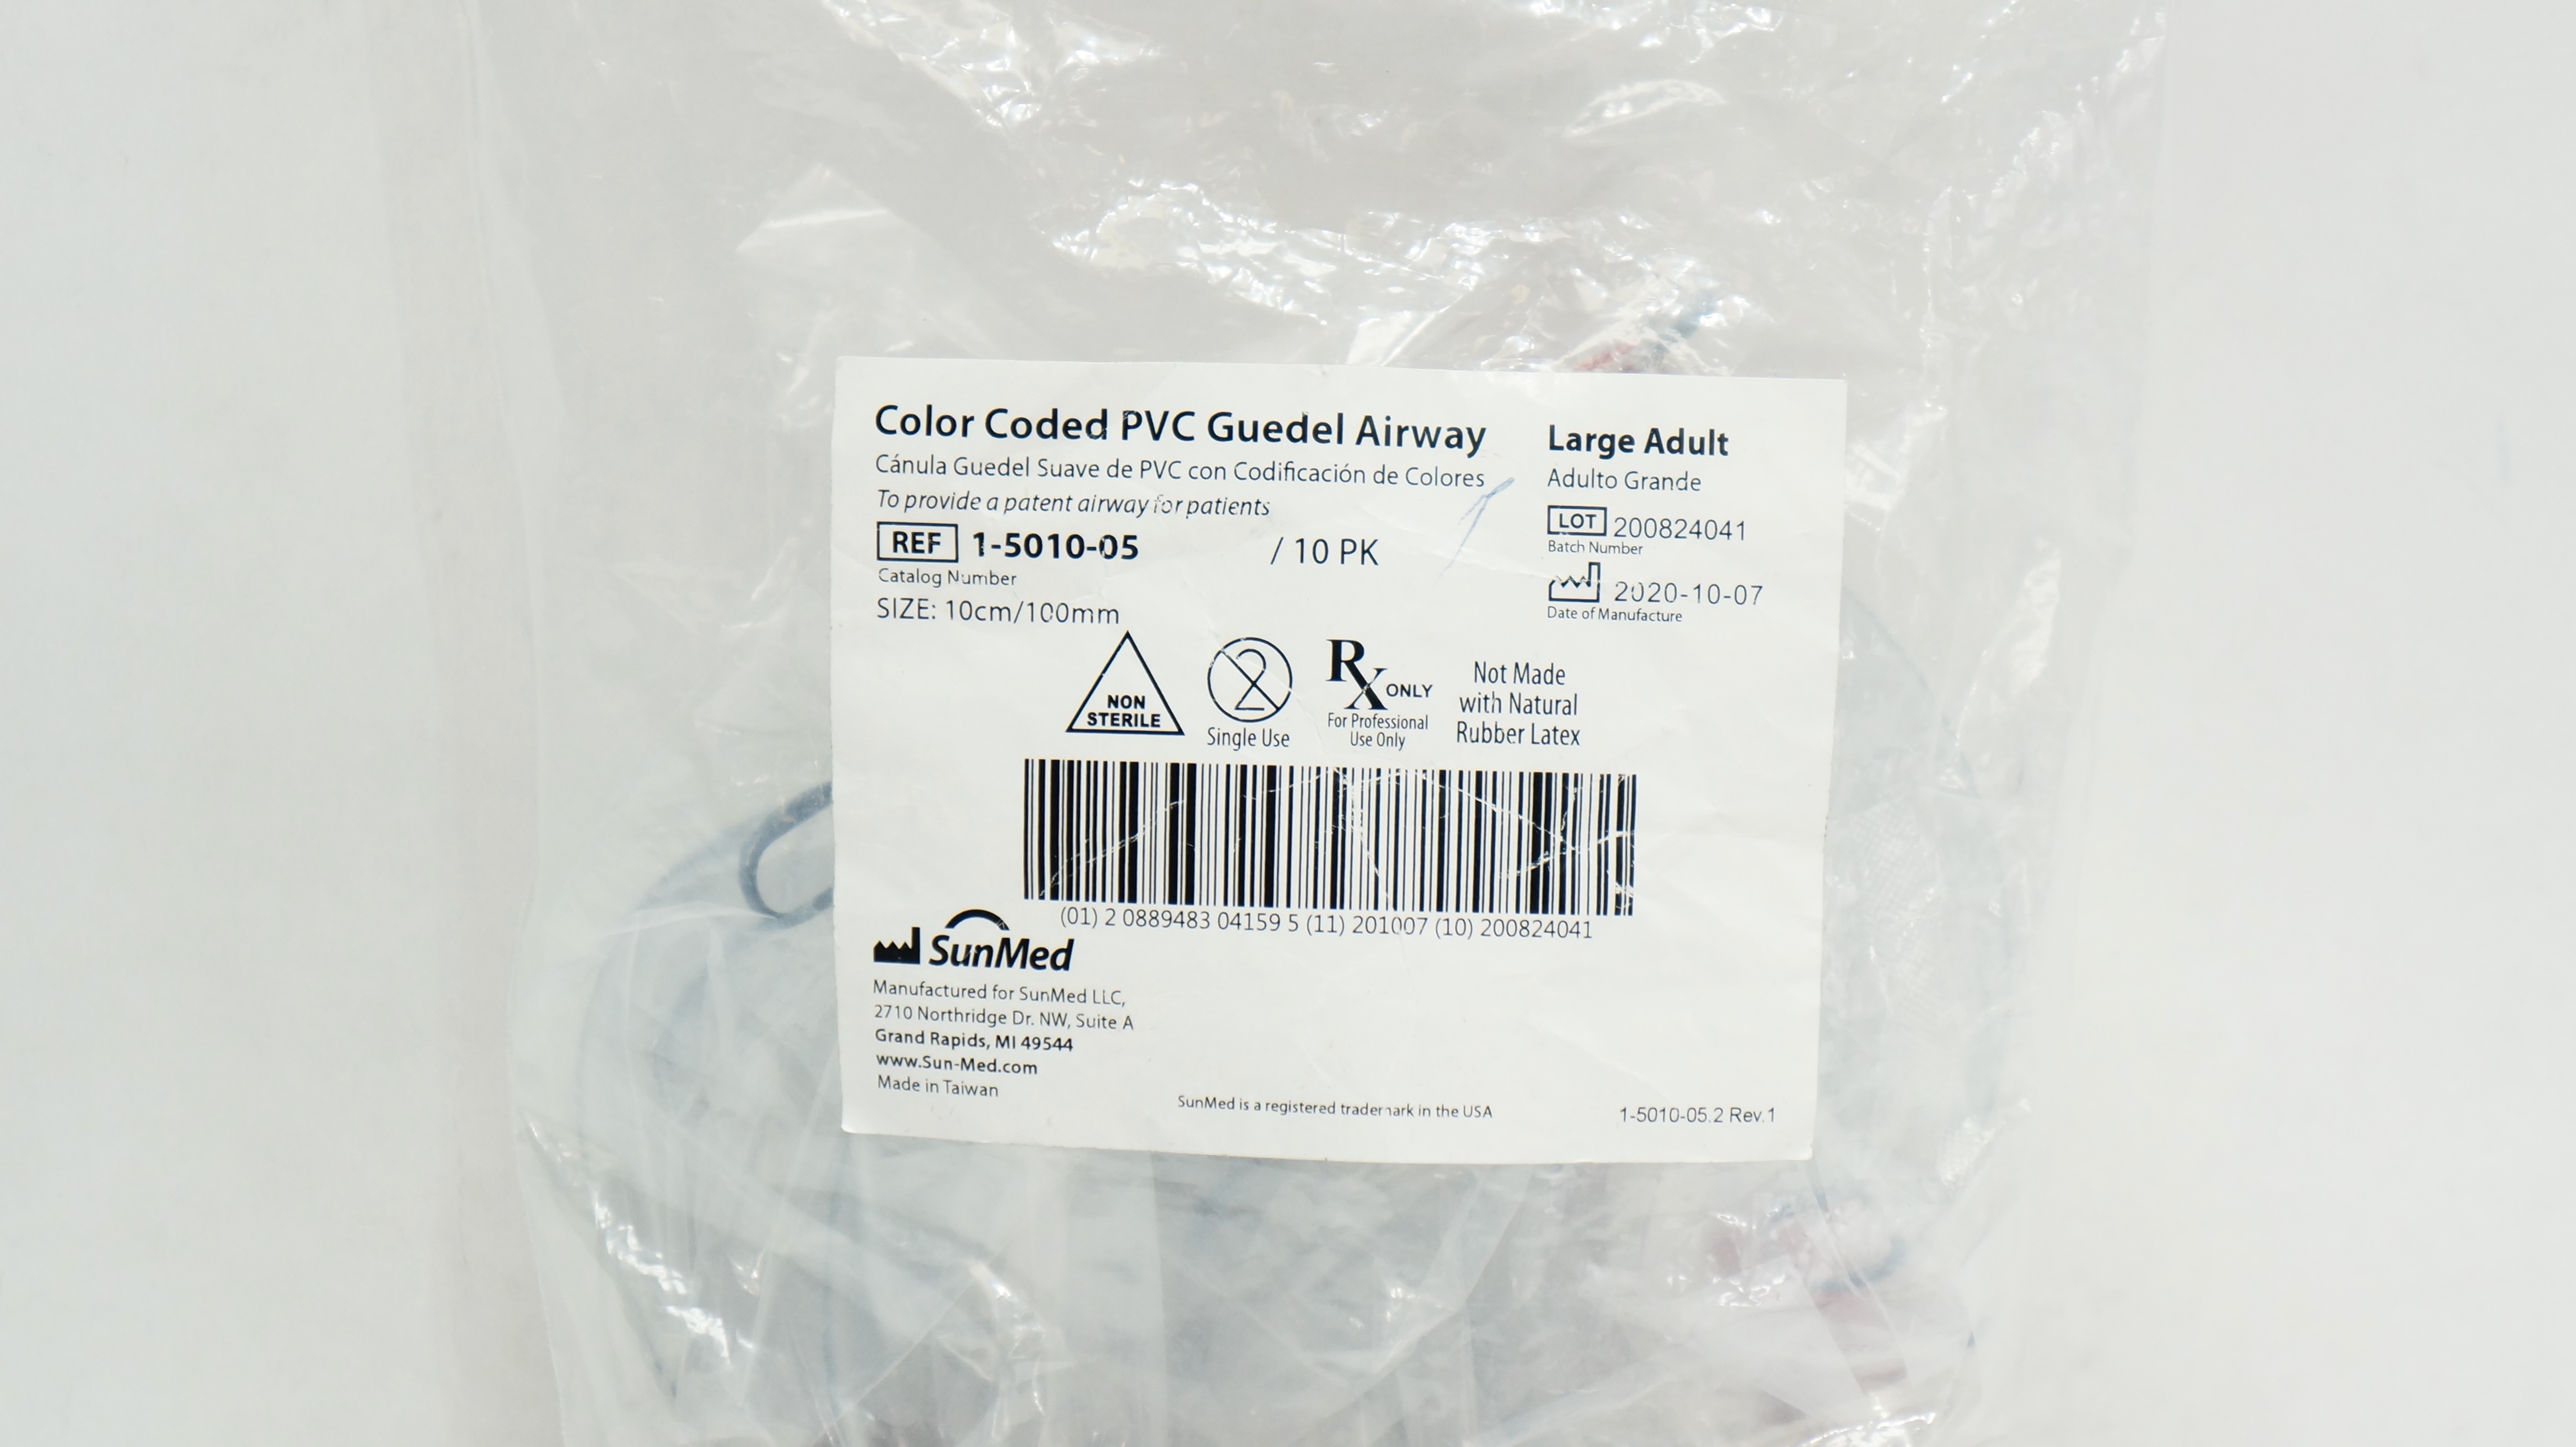 Color Coded PVC Guedel Airway
Cánula Guedel Suave de PVC con Codificación de Colores
To provide a patent airway for patients
REF 1-5010-05 / 10 PK
Catalog Number
SIZE: 10cm/100mm
Large Adult
Adulto Grande
LOT 200824041
Batch Number
2020-10-07
Date of Manufacture
NON
STERILE
2
Single Use
Rx ONLY
For Professional
Use Only
Not Made
with Natural
Rubber Latex
(01) 2 0889483 04159 5 (11) 201007 (10) 200824041
SunMed
Manufactured for SunMed LLC,
2710 Northridge Dr. NW, Suite A
Grand Rapids, MI 49544
www.Sun-Med.com
Made in Taiwan
SunMed is a registered trademark in the USA
1-5010-05.2 Rev.1